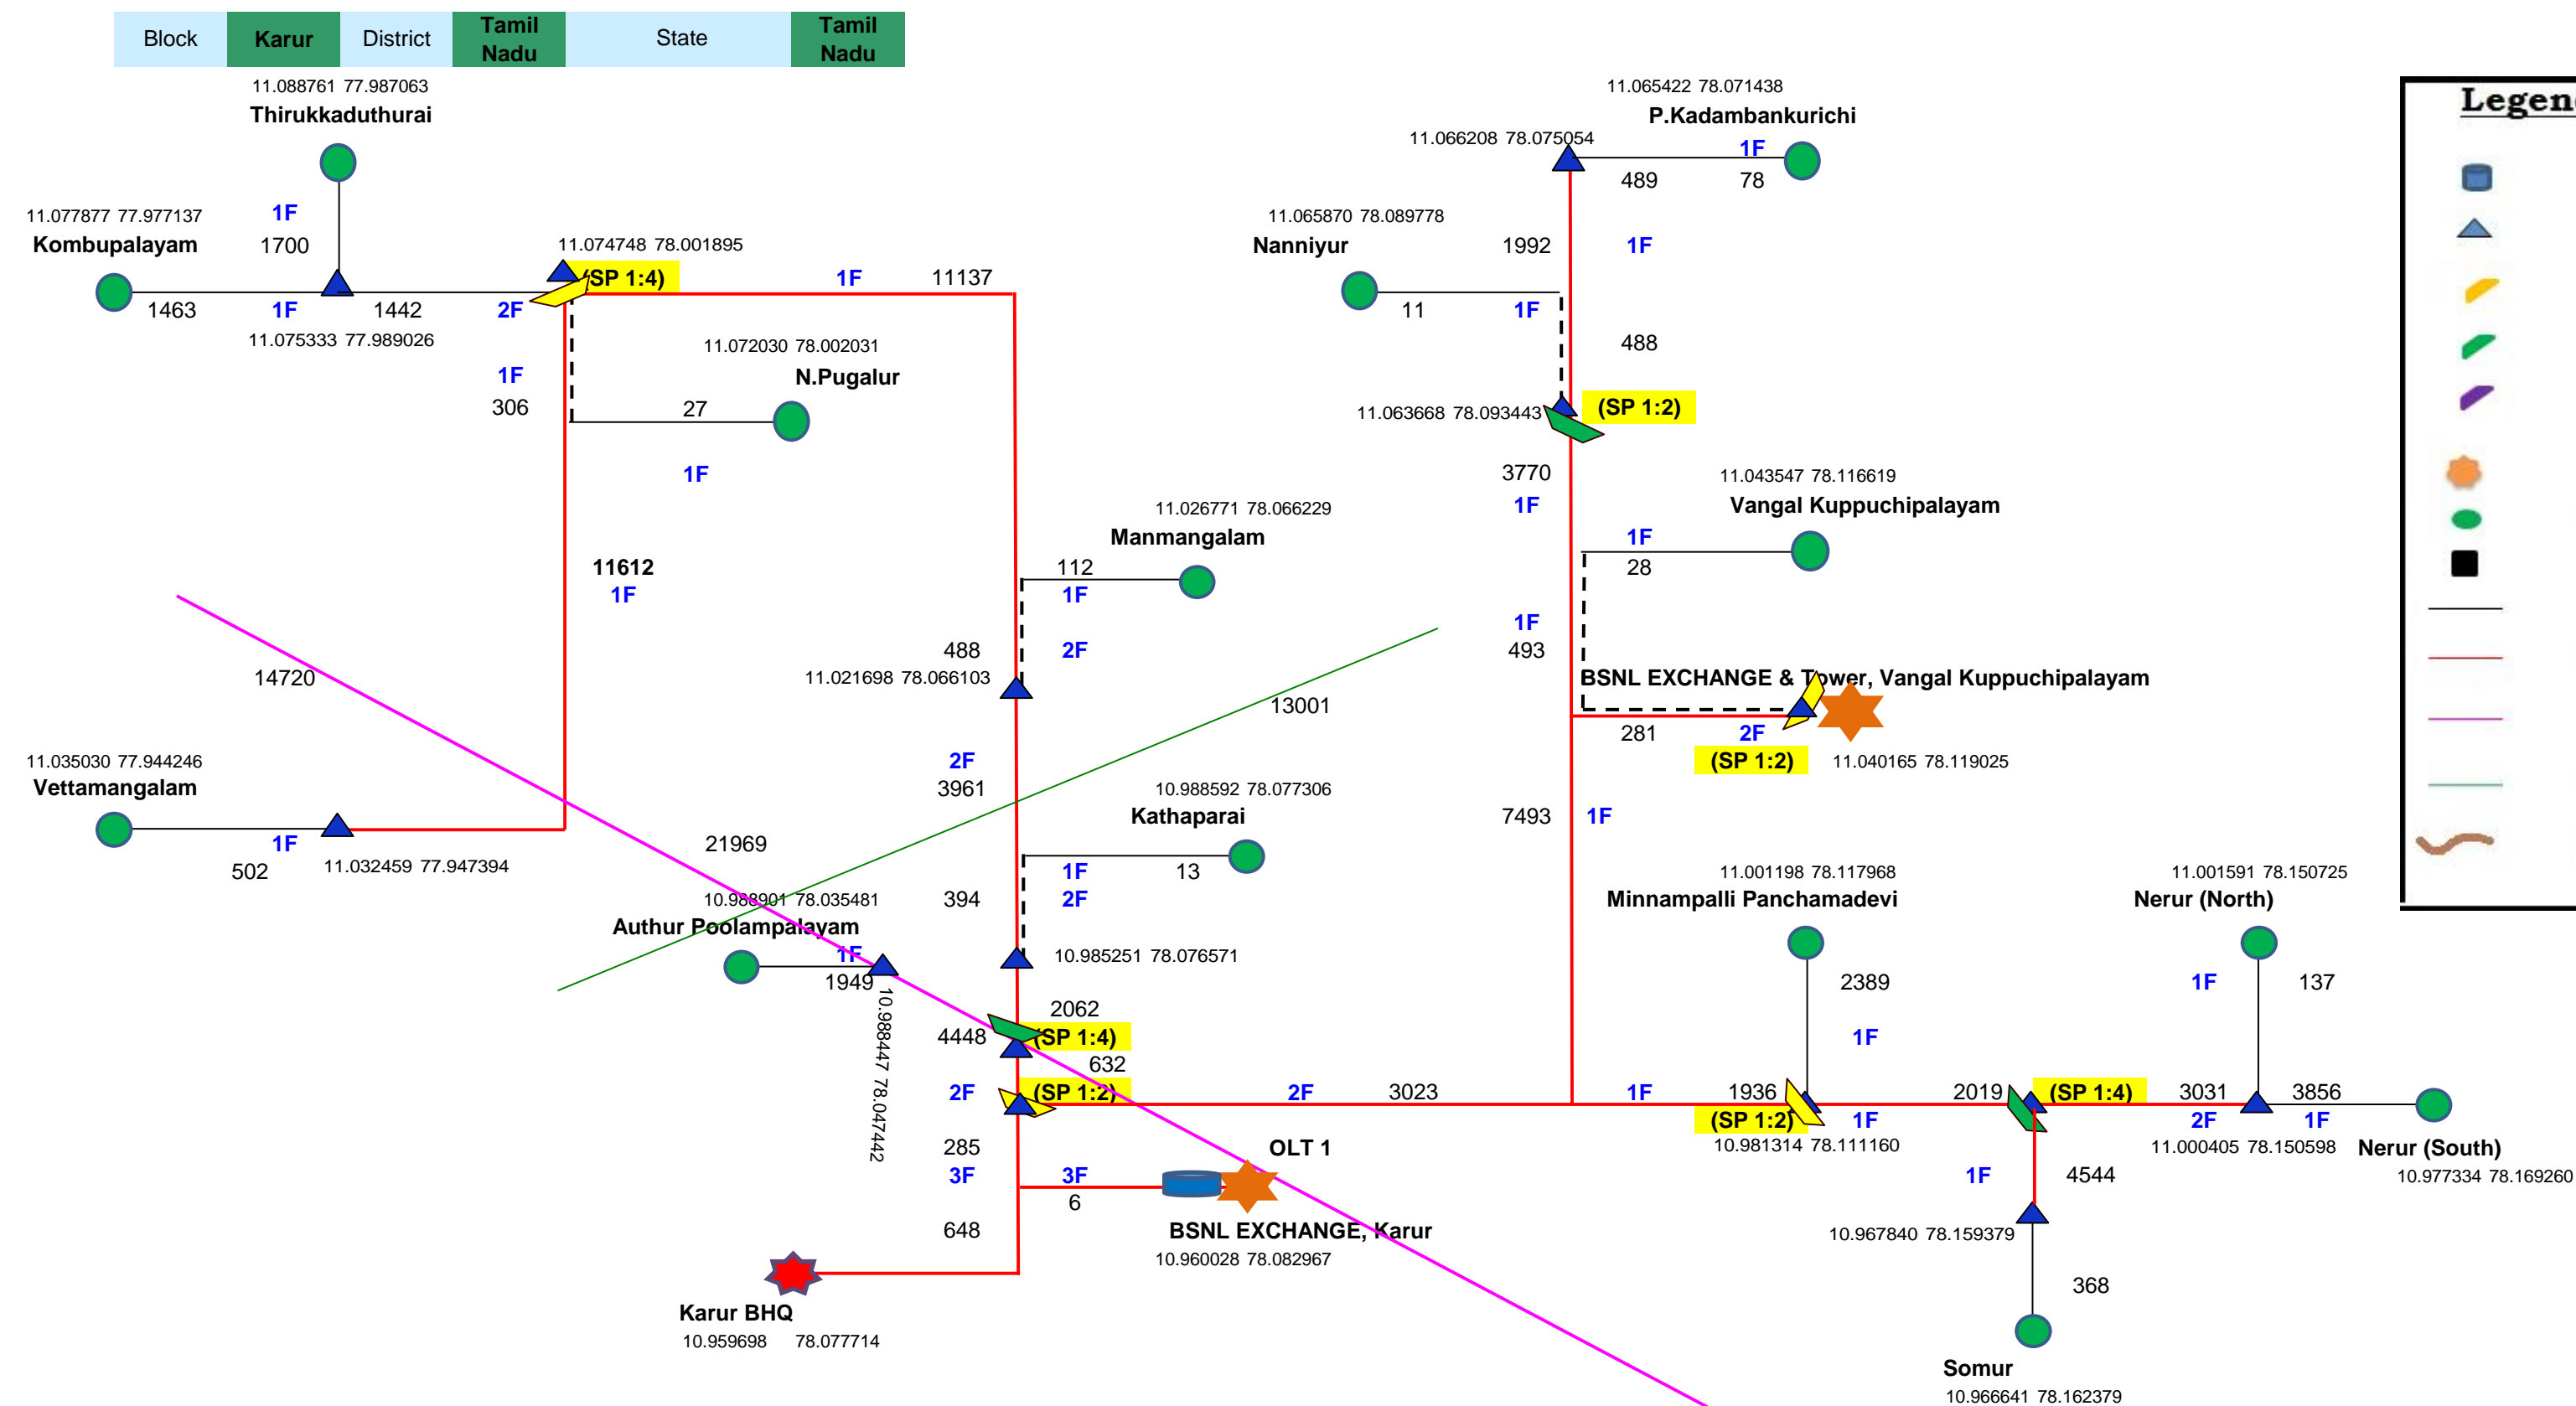 Block Karur District Tamil Nadu State Tamil Nadu
11.088761 77.987063
Thirukkaduthurai
11.077877 77.977137
Kombupalayam
1F
1700
1463
1F
1442
2F
11.075333 77.989026
11.074748 78.001895
(SP 1:4)
1F
11137
1F
306
11.072030 78.002031
N.Pugalur
27
1F
11612
1F
14720
11.035030 77.944246
Vettamangalam
1F
502
11.032459 77.947394
21969
11.026771 78.066229
Manmangalam
112
1F
488
2F
11.021698 78.066103
2F
3961
13001
10.988592 78.077306
Kathaparai
1F
13
394
2F
10.988901 78.035481
Authur Poolampalayam
1F
1949
10.988447 78.047442
10.985251 78.076571
2062
4448
(SP 1:4)
632
2F
(SP 1:2)
2F
3023
285
3F
3F
6
648
OLT 1
BSNL EXCHANGE, Karur
10.960028 78.082967
Karur BHQ
10.959698 78.077714
11.065422 78.071438
P.Kadambankurichi
11.066208 78.075054
1F
489
78
11.065870 78.089778
Nanniyur
1992
1F
11
1F
488
11.063668 78.093443
(SP 1:2)
3770
1F
11.043547 78.116619
Vangal Kuppuchipalayam
1F
28
1F
493
BSNL EXCHANGE & Tower, Vangal Kuppuchipalayam
281
2F
(SP 1:2)
11.040165 78.119025
7493
1F
11.001198 78.117968
Minnampalli Panchamadevi
2389
1F
1F
1936
(SP 1:2)
1F
10.981314 78.111160
2019
(SP 1:4)
11.001591 78.150725
Nerur (North)
1F
137
3031
2F
3856
1F
11.000405 78.150598
Nerur (South)
10.977334 78.169260
1F
4544
10.967840 78.159379
368
Somur
10.966641 78.162379
Legen